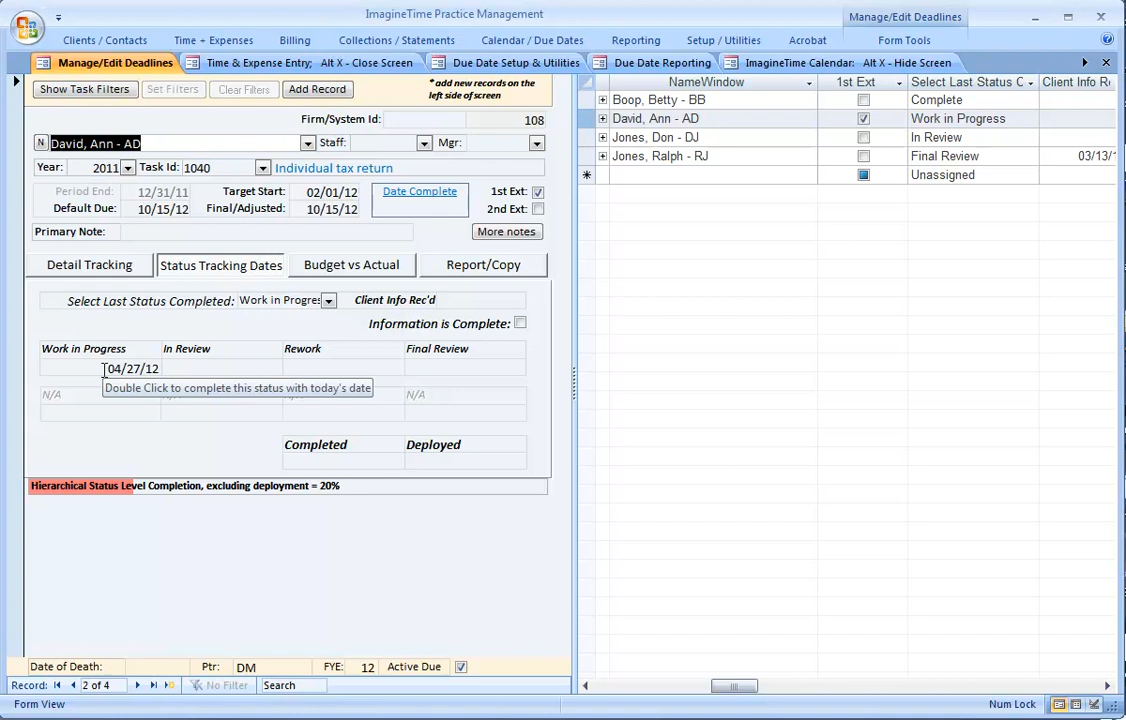 ImagineTime Practice Management
Manage/Edit Deadlines
Clients / Contacts Time + Expenses Billing Collections / Statements Calendar / Due Dates Reporting Setup / Utilities Acrobat Form Tools
Manage/Edit Deadlines Time & Expense Entry; Alt X - Close Screen Due Date Setup & Utilities Due Date Reporting ImagineTime Calendar: Alt X - Hide Screen
Show Task Filters Set Filters Clear Filters Add Record
* add new records on the
left side of screen
Firm/System Id: 108
N David, Ann - AD Staff: Mgr:
Year: 2011 Task Id: 1040 Individual tax return
Period End: 12/31/11 Target Start: 02/01/12 Date Complete 1st Ext:
Default Due: 10/15/12 Final/Adjusted: 10/15/12 2nd Ext:
Primary Note: More notes
Detail Tracking Status Tracking Dates Budget vs Actual Report/Copy
Select Last Status Completed: Work in Progres Client Info Rec'd
Information is Complete:
Work in Progress In Review Rework Final Review
04/27/12
Double Click to complete this status with today's date
N/A N/A
Completed Deployed
Hierarchical Status Level Completion, excluding deployment = 20%
Date of Death: Ptr: DM FYE: 12 Active Due
Record: 2 of 4 No Filter Search
Form View Num Lock
NameWindow 1st Ext Select Last Status C Client Info Re
Boop, Betty - BB Complete
David, Ann - AD Work in Progress
Jones, Don - DJ In Review
Jones, Ralph - RJ Final Review 03/13/1
Unassigned